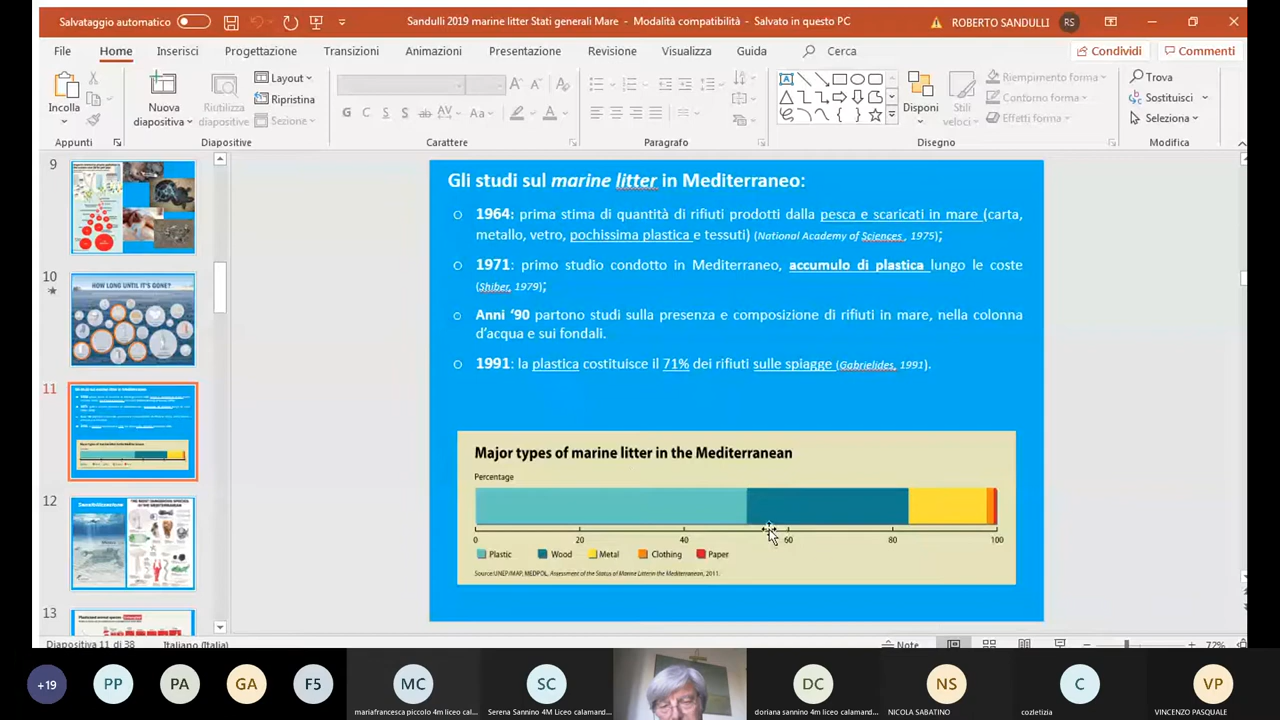 Salvataggio automatico
Sandulli 2019 marine litter Stati generali Mare - Modalità compatibilità - Salvato in questo PC
ROBERTO SANDULLI
RS
File
Home
Inserisci
Progettazione
Transizioni
Animazioni
Presentazione
Revisione
Visualizza
Guida
Cerca
Condividi
Commenti
Incolla
Nuova
diapositiva
Riutilizza
diapositive
Layout
Ripristina
Sezione
G C S S ab AV Aa A
Disponi
Stili
veloci
Riempimento forma
Contorno forma
Effetti forma
Trova
Sostituisci
Seleziona
Appunti
Diapositive
Carattere
Paragrafo
Disegno
Modifica
9
10
HOW LONG UNTIL IT'S GONE?
11
12
13
Gli studi sul marine litter in Mediterraneo:
1964: prima stima di quantità di rifiuti prodotti dalla pesca e scaricati in mare (carta,
metallo, vetro, pochissima plastica e tessuti) (National Academy of Sciences , 1975);
1971: primo studio condotto in Mediterraneo, accumulo di plastica lungo le coste
(Shiber, 1979);
Anni ‘90 partono studi sulla presenza e composizione di rifiuti in mare, nella colonna
d’acqua e sui fondali.
1991: la plastica costituisce il 71% dei rifiuti sulle spiagge (Gabrielides, 1991).
Major types of marine litter in the Mediterranean
Percentage
0 20 40 60 80 100
Plastic Wood Metal Clothing Paper
Source: UNEP/MAP, MEDPOL, Assessment of the Status of Marine Litter in the Mediterranean, 2011.
Diapositiva 11 di 38
Italiano (Italia)
Note
72%
+19
PP
PA
GA
F5
MC
SC
DC
NS
C
VP
mariafrancesca piccolo 4m liceo cal...
Serena Sannino 4M Liceo calamand...
doriana sannino 4m liceo calamand...
NICOLA SABATINO
cozletizia
VINCENZO PASQUALE